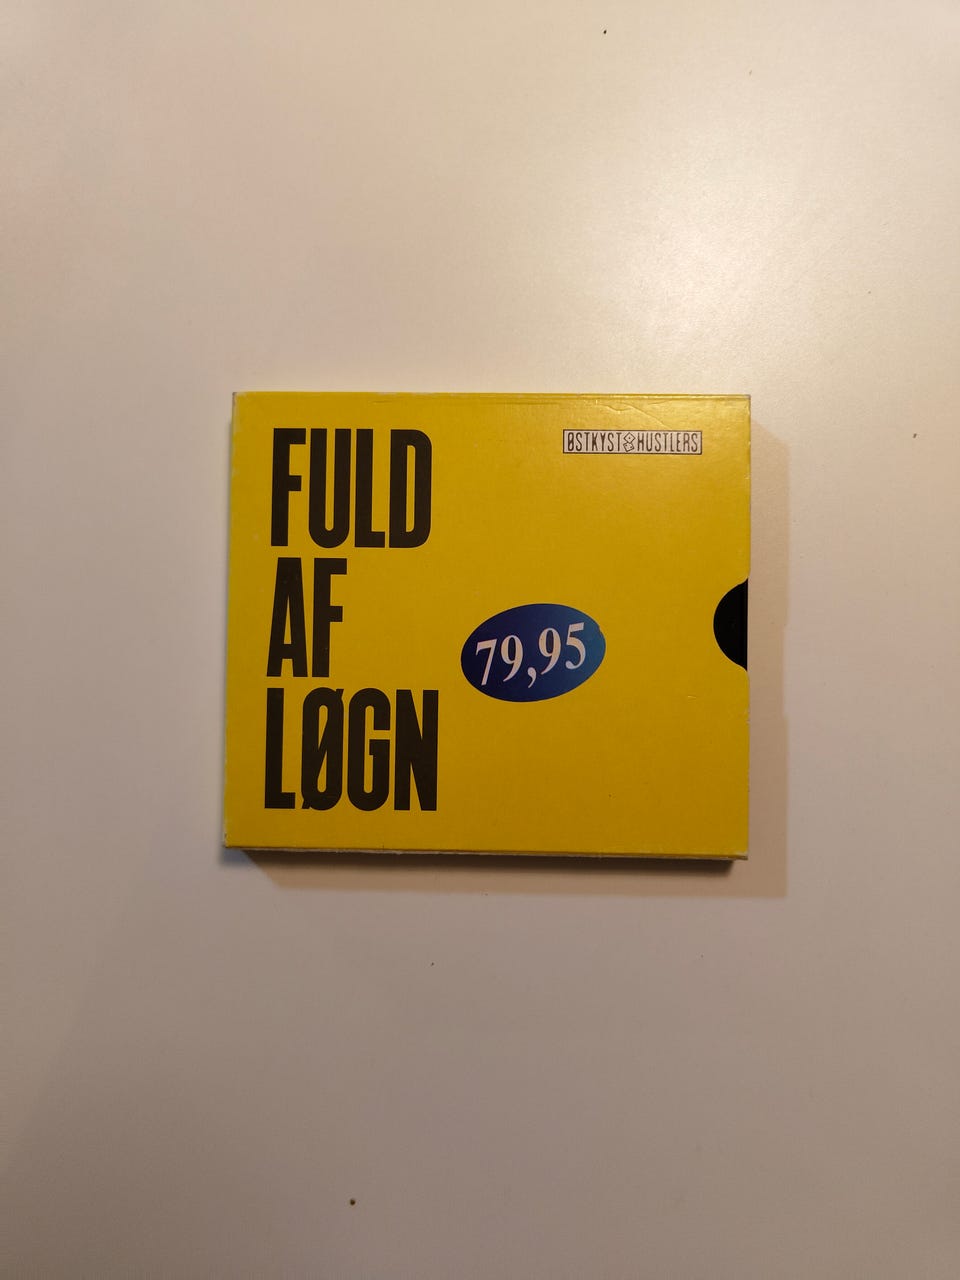 FULD
AF
LØGN
ØSTKYST HUSTLERS
79,95